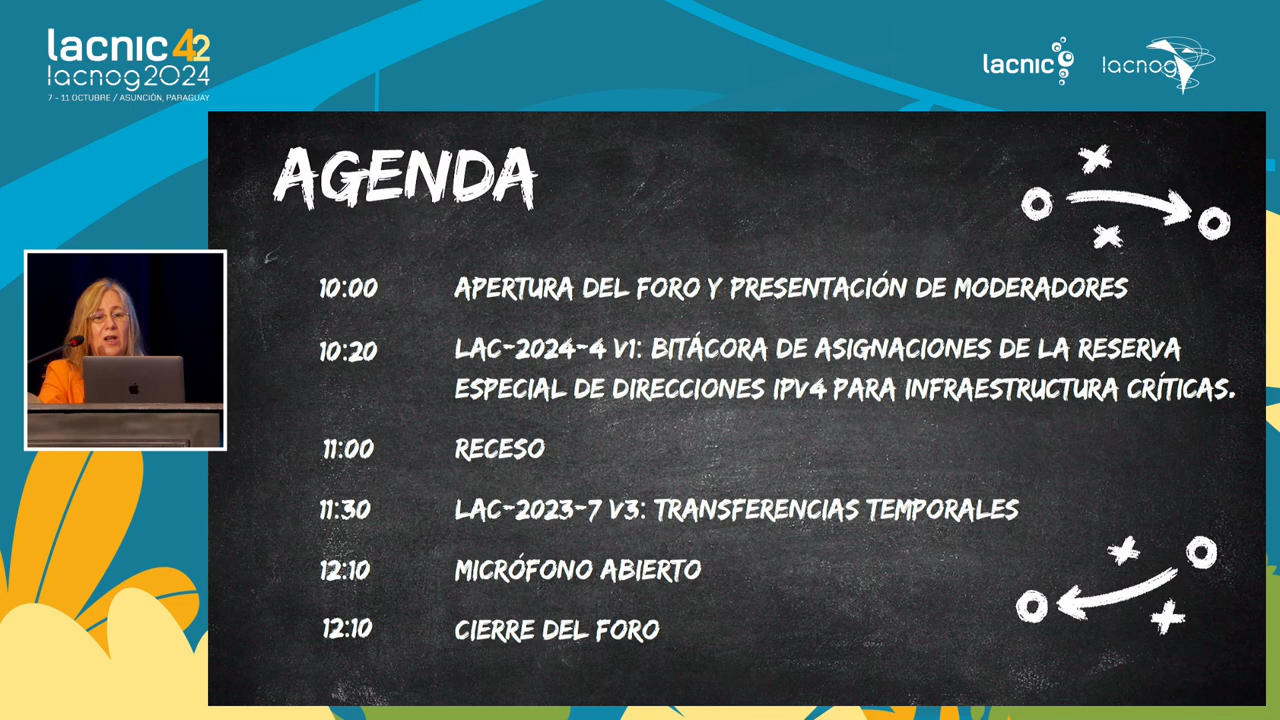 lacnic 42
lacnog2024
7 - 11 OCTUBRE / ASUNCIÓN, PARAGUAY
lacnic
lacnog
AGENDA
10:00 APERTURA DEL FORO Y PRESENTACIÓN DE MODERADORES
10:20 LAC-2024-4 V1: BITÁCORA DE ASIGNACIONES DE LA RESERVA
ESPECIAL DE DIRECCIONES IPV4 PARA INFRAESTRUCTURA CRÍTICAS.
11:00 RECESO
11:30 LAC-2023-7 V3: TRANSFERENCIAS TEMPORALES
12:10 MICRÓFONO ABIERTO
12:10 CIERRE DEL FORO